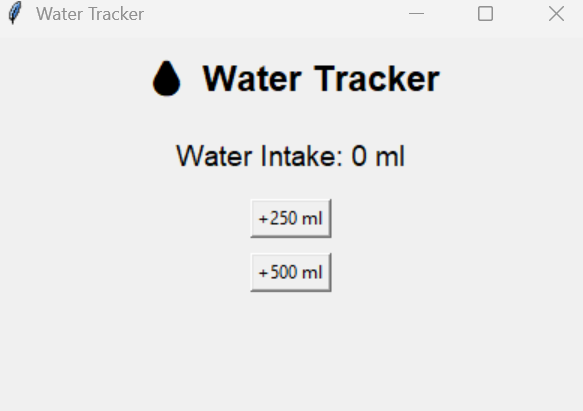 Water Tracker
💧 Water Tracker
Water Intake: 0 ml
+250 ml
+500 ml